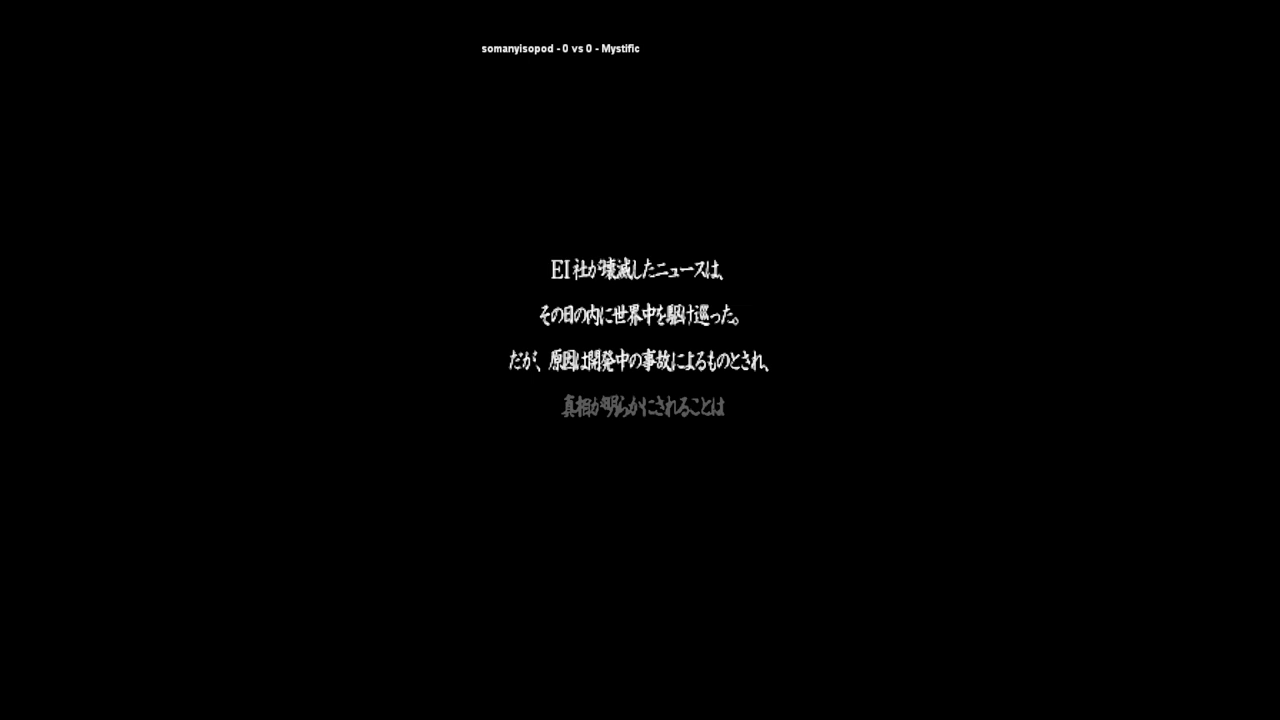 somanyisopod - 0 vs 0 - Mystific
EI社が壊滅したニュースは、
その日の内に世界中を駆け巡った。
だが、原因は開発中の事故によるものとされ、
真相が明らかにされることは